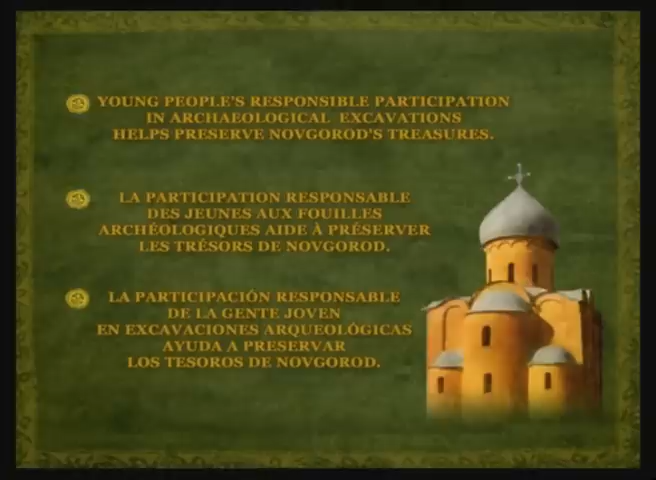 YOUNG PEOPLE'S RESPONSIBLE PARTICIPATION
IN ARCHAEOLOGICAL EXCAVATIONS
HELPS PRESERVE NOVGOROD'S TREASURES.
LA PARTICIPATION RESPONSABLE
DES JEUNES AUX FOUILLES
ARCHÉOLOGIQUES AIDE À PRÉSERVER
LES TRÉSORS DE NOVGOROD.
LA PARTICIPACIÓN RESPONSABLE
DE LA GENTE JOVEN
EN EXCAVACIONES ARQUEOLÓGICAS
AYUDA A PRESERVAR
LOS TESOROS DE NOVGOROD.